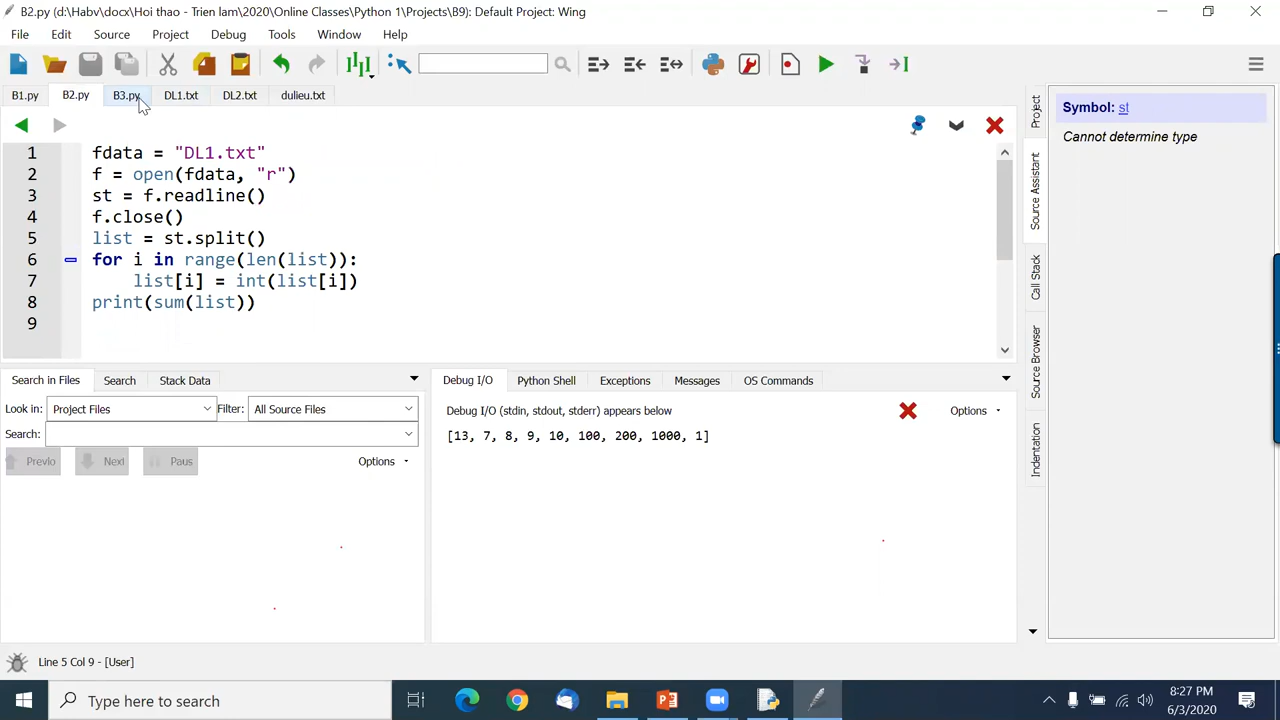 B2.py (d:\Habv\docx\Hoi thao - Trien lam\2020\Online Classes\Python 1\Projects\B9): Default Project: Wing
File Edit Source Project Debug Tools Window Help
B1.py B2.py B3.py DL1.txt DL2.txt dulieu.txt
1 fdata = "DL1.txt"
2 f = open(fdata, "r")
3 st = f.readline()
4 f.close()
5 list = st.split()
6 for i in range(len(list)):
7 list[i] = int(list[i])
8 print(sum(list))
9
Project
Source Assistant
Call Stack
Source Browser
Indentation
Symbol: st
Cannot determine type
Search in Files Search Stack Data
Look in: Project Files Filter: All Source Files
Search:
Previo Next Paus Options
Debug I/O Python Shell Exceptions Messages OS Commands
Debug I/O (stdin, stdout, stderr) appears below Options
[13, 7, 8, 9, 10, 100, 200, 1000, 1]
Line 5 Col 9 - [User]
Type here to search
8:27 PM
6/3/2020